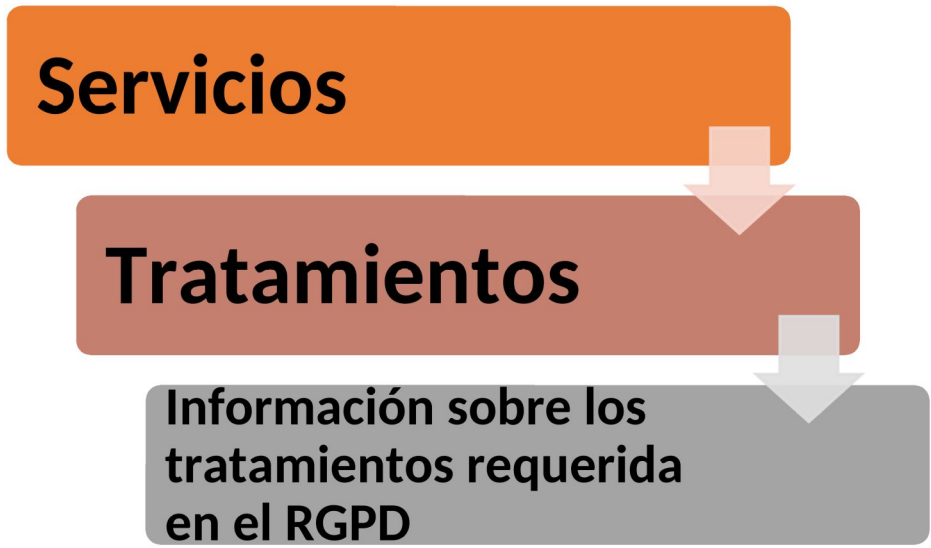 Servicios
Tratamientos
Información sobre los
tratamientos requerida
en el RGPD